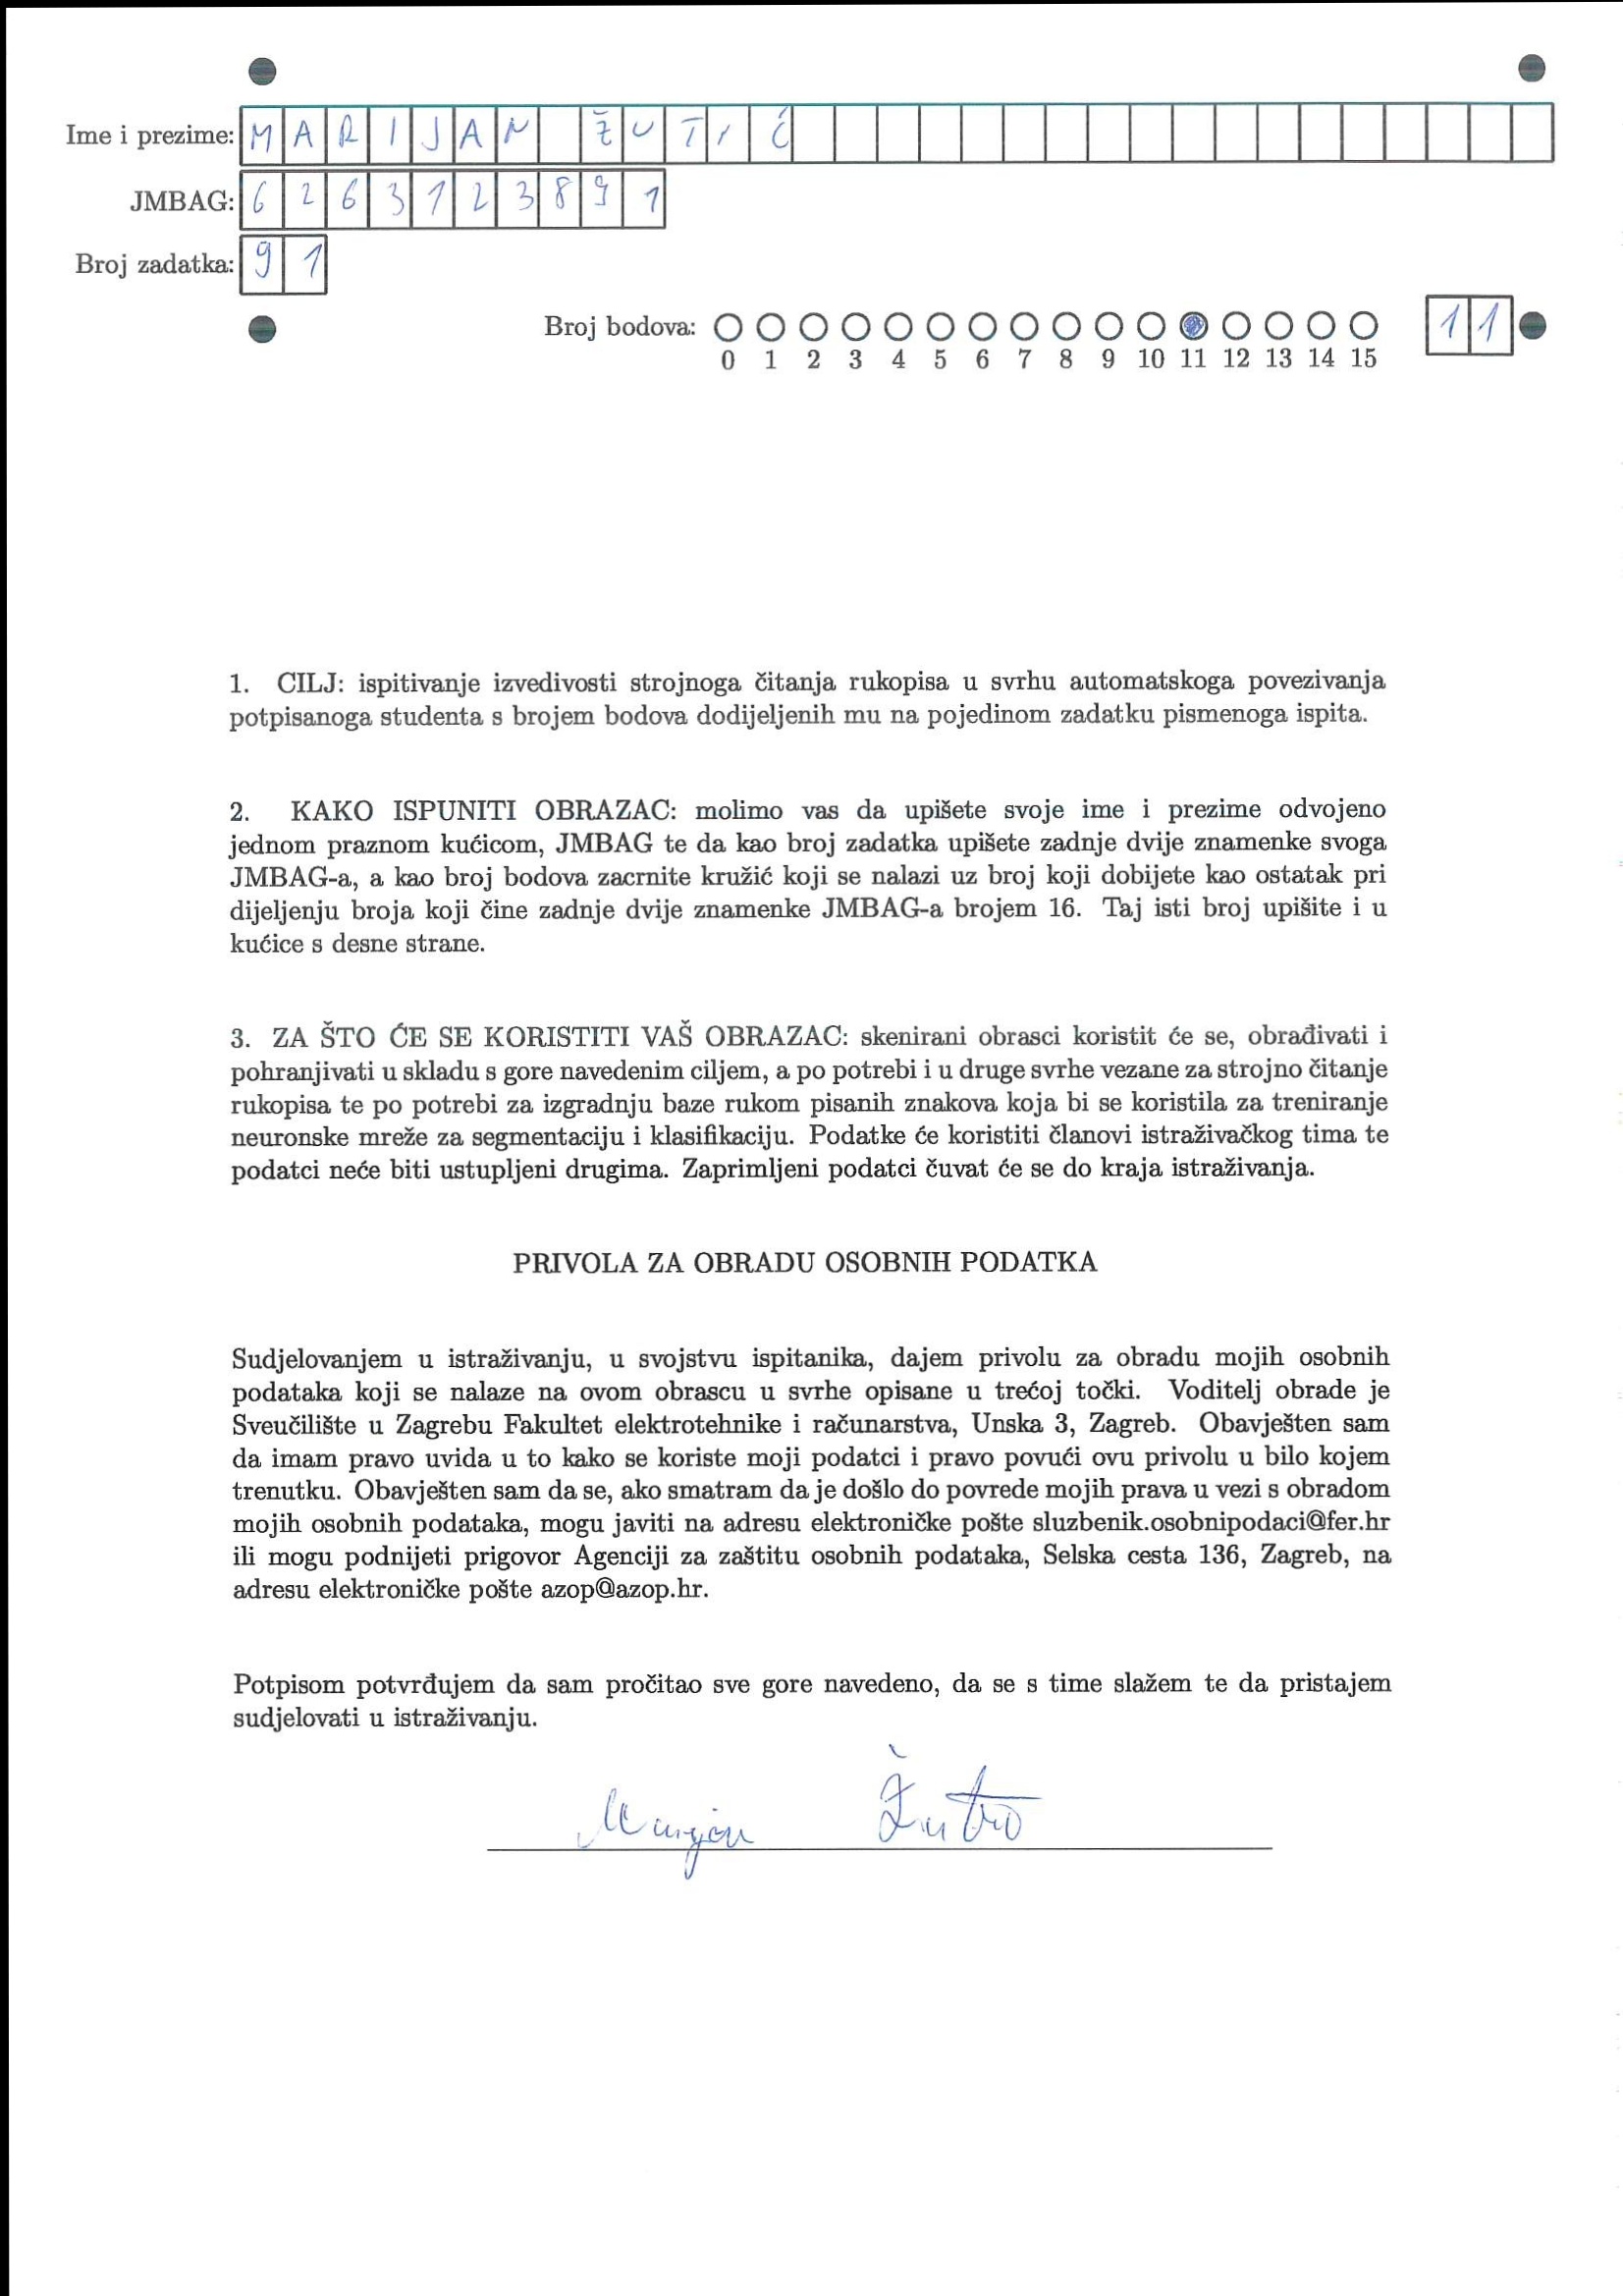 Ime i prezime: MARIJAN ŽUTIĆ
JMBAG: 6263123891
Broj zadatka: 91
Broj bodova: 11
0 1 2 3 4 5 6 7 8 9 10 11 12 13 14 15
1. CILJ: ispitivanje izvedivosti strojnoga čitanja rukopisa u svrhu automatskoga povezivanja
potpisanoga studenta s brojem bodova dodijeljenih mu na pojedinom zadatku pismenoga ispita.
2. KAKO ISPUNITI OBRAZAC: molimo vas da upišete svoje ime i prezime odvojeno
jednom praznom kućicom, JMBAG te da kao broj zadatka upišete zadnje dvije znamenke svoga
JMBAG-a, a kao broj bodova zacrnite kružić koji se nalazi uz broj koji dobijete kao ostatak pri
dijeljenju broja koji čine zadnje dvije znamenke JMBAG-a brojem 16. Taj isti broj upišite i u
kućice s desne strane.
3. ZA ŠTO ĆE SE KORISTITI VAŠ OBRAZAC: skenirani obrasci koristit će se, obrađivati i
pohranjivati u skladu s gore navedenim ciljem, a po potrebi i u druge svrhe vezane za strojno čitanje
rukopisa te po potrebi za izgradnju baze rukom pisanih znakova koja bi se koristila za treniranje
neuronske mreže za segmentaciju i klasifikaciju. Podatke će koristiti članovi istraživačkog tima te
podatci neće biti ustupljeni drugima. Zaprimljeni podatci čuvat će se do kraja istraživanja.
PRIVOLA ZA OBRADU OSOBNIH PODATKA
Sudjelovanjem u istraživanju, u svojstvu ispitanika, dajem privolu za obradu mojih osobnih
podataka koji se nalaze na ovom obrascu u svrhe opisane u trećoj točki. Voditelj obrade je
Sveučilište u Zagrebu Fakultet elektrotehnike i računarstva, Unska 3, Zagreb. Obavješten sam
da imam pravo uvida u to kako se koriste moji podatci i pravo povući ovu privolu u bilo kojem
trenutku. Obavješten sam da se, ako smatram da je došlo do povrede mojih prava u vezi s obradom
mojih osobnih podataka, mogu javiti na adresu elektroničke pošte sluzbenik.osobnipodaci@fer.hr
ili mogu podnijeti prigovor Agenciji za zaštitu osobnih podataka, Selska cesta 136, Zagreb, na
adresu elektroničke pošte azop@azop.hr.
Potpisom potvrđujem da sam pročitao sve gore navedeno, da se s time slažem te da pristajem
sudjelovati u istraživanju.
Marijan Žutić